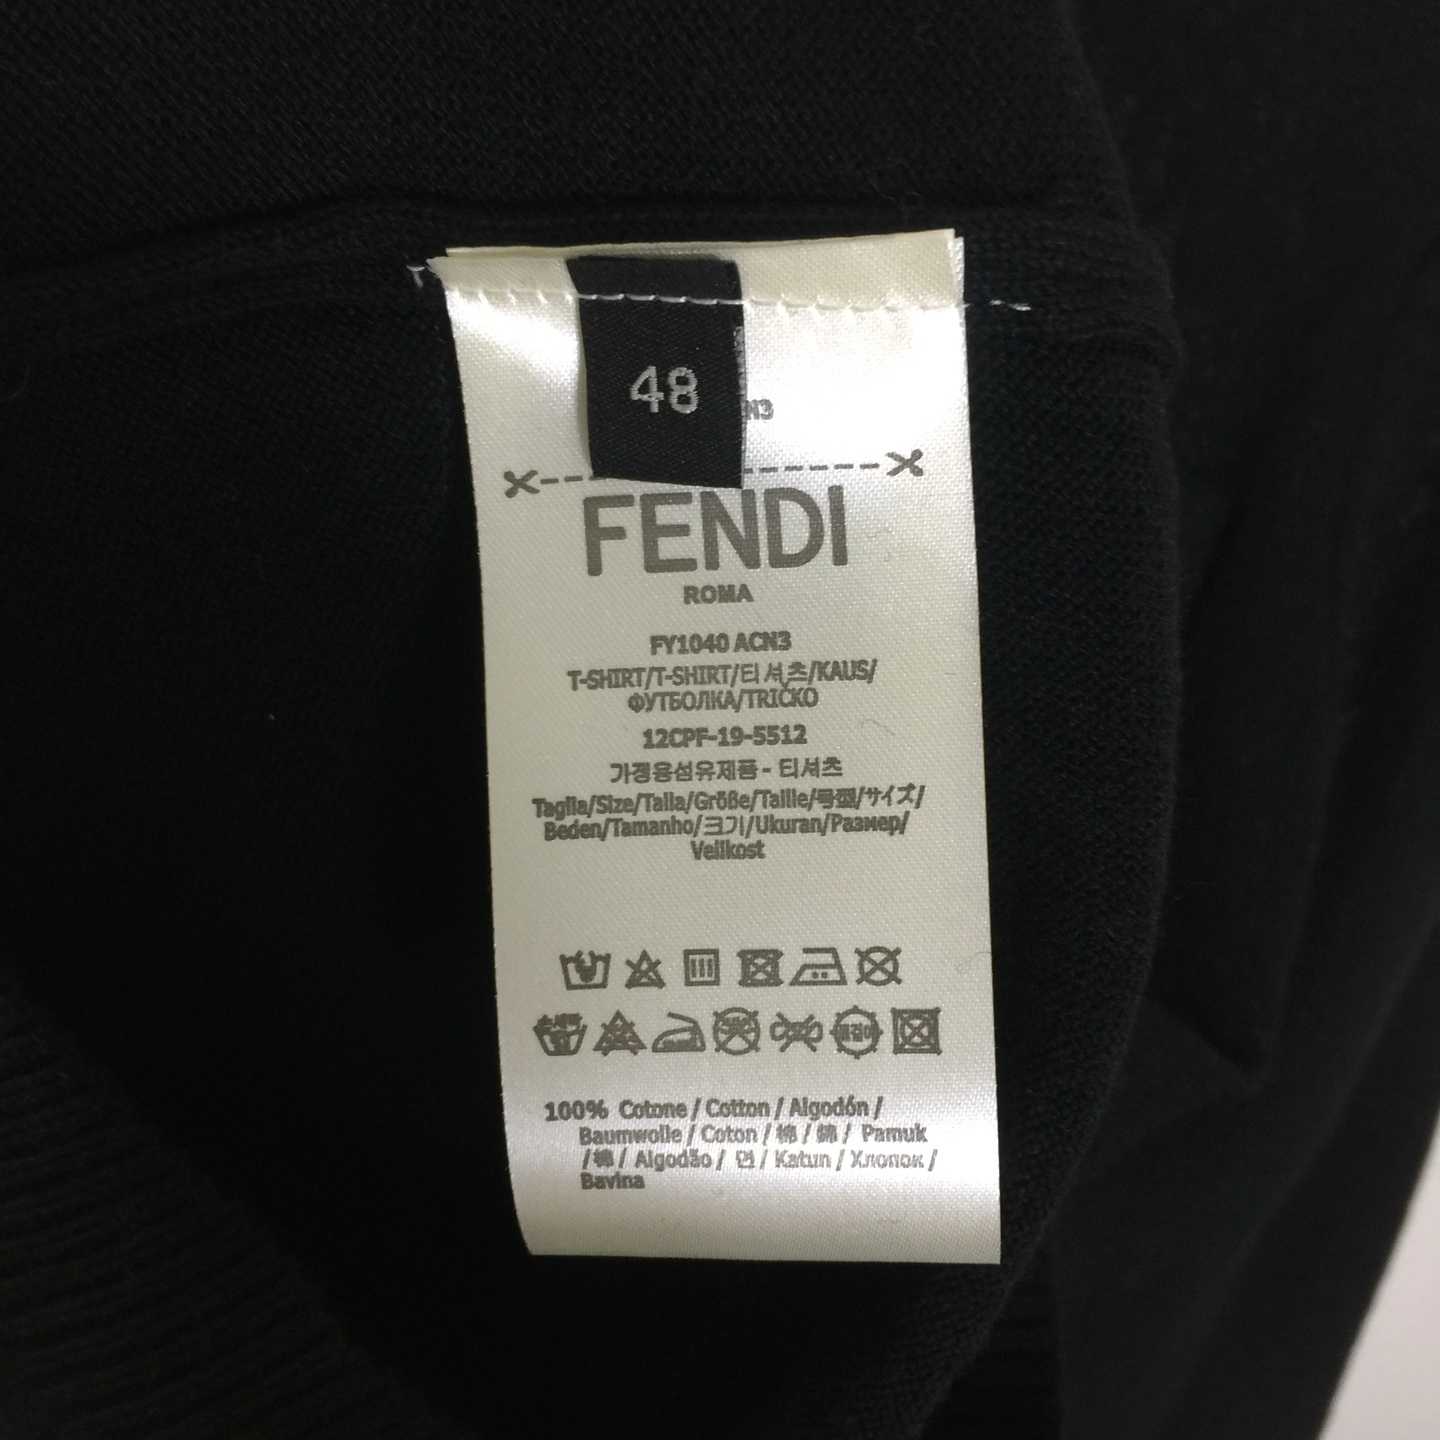 48
N3
FENDI
ROMA
FY1040 ACN3
T-SHIRT/T-SHIRT/티셔츠/KAUS/
ФУТБОЛКА/TRIČKO
12CPF-19-5512
가정용섬유제품 - 티셔츠
Taglia/Size/Talla/Größe/Taille/号型/サイズ/
Beden/Tamanho/크기/Ukuran/Размер/
Velikost
100% Cotone / Cotton / Algodón /
Baumwolle / Coton / 棉 / 綿 / Pamuk
/ 棉 / Algodão / 면 / Katun / Хлопок /
Bavlna